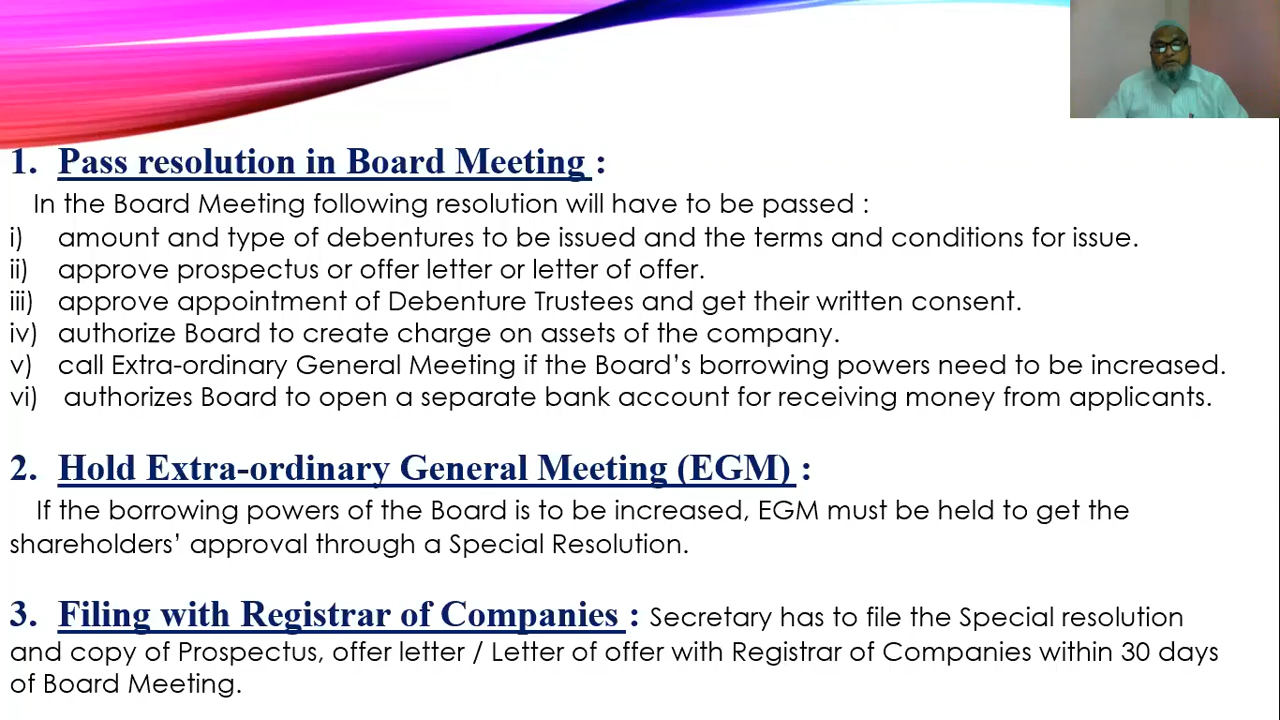 1. Pass resolution in Board Meeting :
In the Board Meeting following resolution will have to be passed :
i) amount and type of debentures to be issued and the terms and conditions for issue.
ii) approve prospectus or offer letter or letter of offer.
iii) approve appointment of Debenture Trustees and get their written consent.
iv) authorize Board to create charge on assets of the company.
v) call Extra-ordinary General Meeting if the Board’s borrowing powers need to be increased.
vi) authorizes Board to open a separate bank account for receiving money from applicants.
2. Hold Extra-ordinary General Meeting (EGM) :
If the borrowing powers of the Board is to be increased, EGM must be held to get the
shareholders’ approval through a Special Resolution.
3. Filing with Registrar of Companies : Secretary has to file the Special resolution
and copy of Prospectus, offer letter / Letter of offer with Registrar of Companies within 30 days
of Board Meeting.